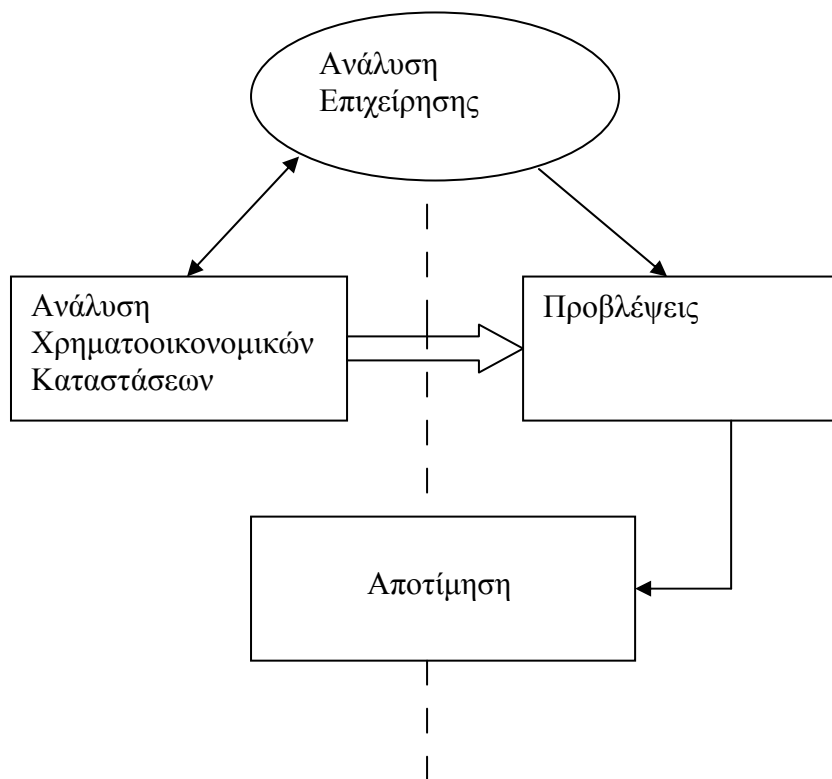 Ανάλυση
Επιχείρησης
Ανάλυση
Χρηματοοικονομικών
Καταστάσεων
Προβλέψεις
Αποτίμηση